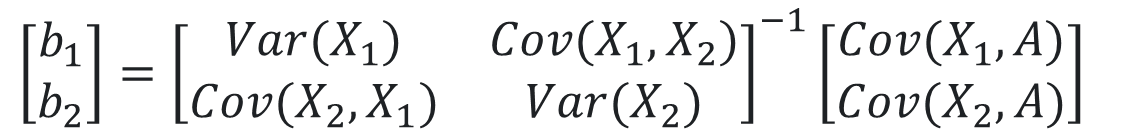 [b₁ b₂] = [Var(X₁) Cov(X₁, X₂) Cov(X₂, X₁) Var(X₂)]⁻¹ [Cov(X₁, A) Cov(X₂, A)]